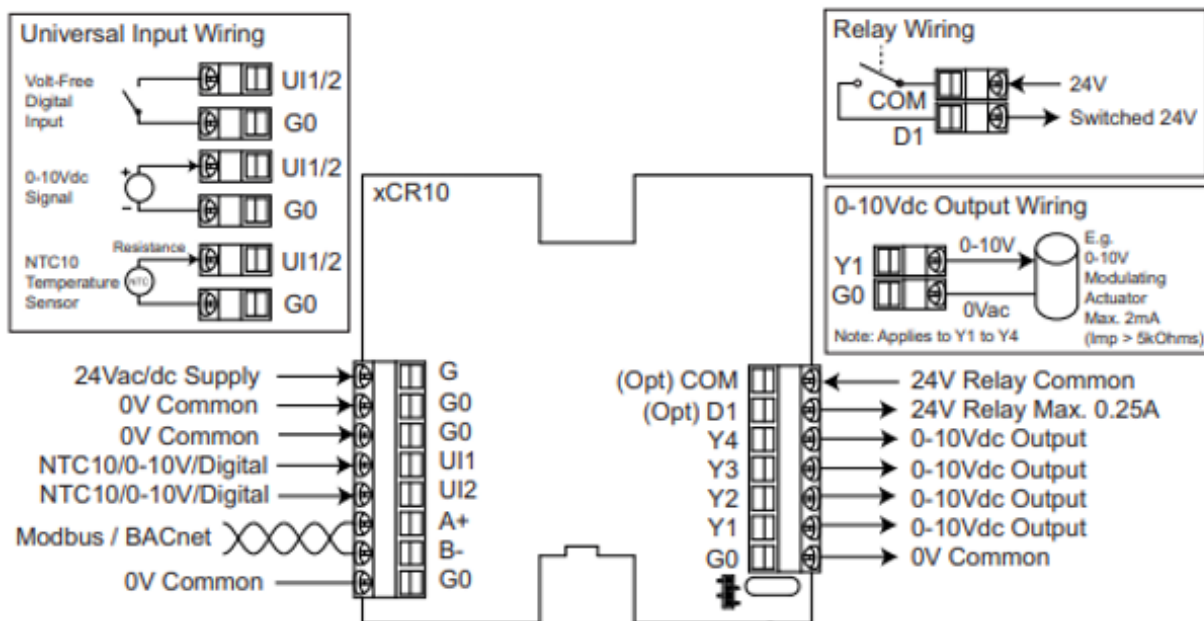 Universal Input Wiring
Volt-Free
Digital
Input
UI1/2
G0
0-10Vdc
Signal
+
-
UI1/2
G0
Resistance
NTC10
Temperature
Sensor
NTC
UI1/2
G0
Relay Wiring
COM
24V
D1
Switched 24V
0-10Vdc Output Wiring
Y1
G0
0-10V
0Vac
E.g.
0-10V
Modulating
Actuator
Max. 2mA
(Imp > 5kOhms)
Note: Applies to Y1 to Y4
xCR10
24Vac/dc Supply G
0V Common G0
0V Common G0
NTC10/0-10V/Digital UI1
NTC10/0-10V/Digital UI2
Modbus / BACnet
A+
B-
0V Common G0
(Opt) COM 24V Relay Common
(Opt) D1 24V Relay Max. 0.25A
Y4 0-10Vdc Output
Y3 0-10Vdc Output
Y2 0-10Vdc Output
Y1 0-10Vdc Output
G0 0V Common